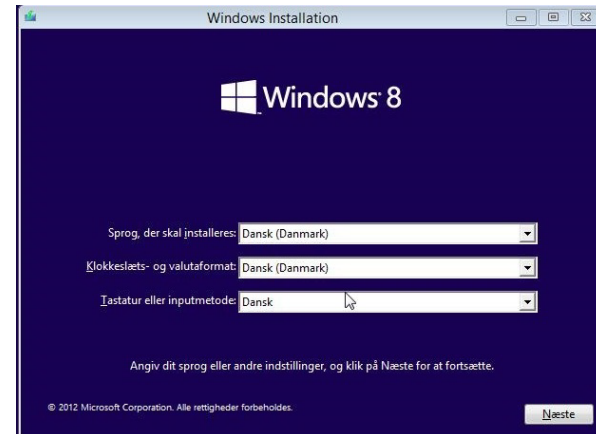 Windows Installation
Windows 8
Sprog, der skal installeres: Dansk (Danmark)
Klokkeslæts- og valutaformat: Dansk (Danmark)
Tastatur eller inputmetode: Dansk
Angiv dit sprog eller andre indstillinger, og klik på Næste for at fortsætte.
© 2012 Microsoft Corporation. Alle rettigheder forbeholdes.
Næste